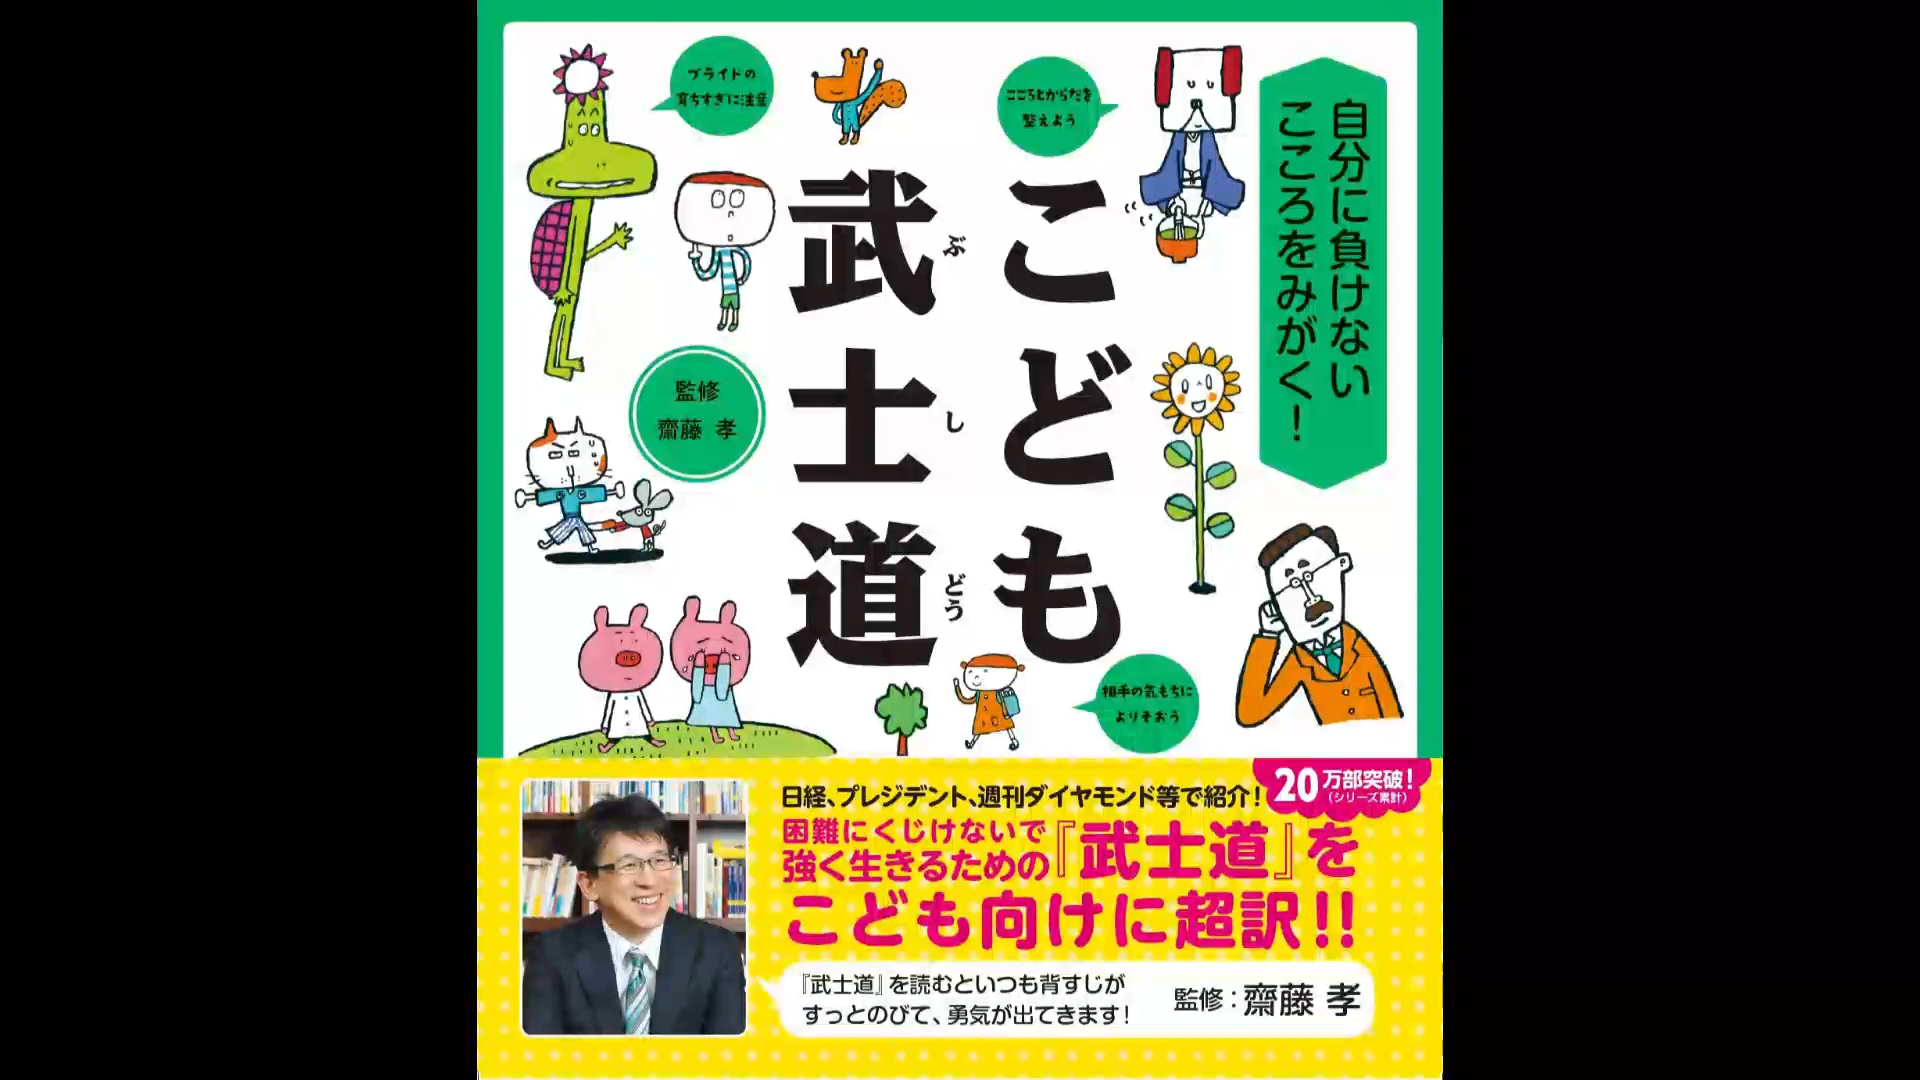 自分に負けない
こころをみがく！
こども
武士道
ぶ
し
どう
プライドの
育ちすぎに注意
こころとからだを
整えよう
監修
齋藤 孝
相手の気もちに
よりそおう
20万部突破！
（シリーズ累計）
日経、プレジデント、週刊ダイヤモンド等で紹介！
困難にくじけないで
強く生きるための『武士道』を
こども向けに超訳!!
『武士道』を読むといつも背すじが
すっとのびて、勇気が出てきます！
監修：齋藤 孝